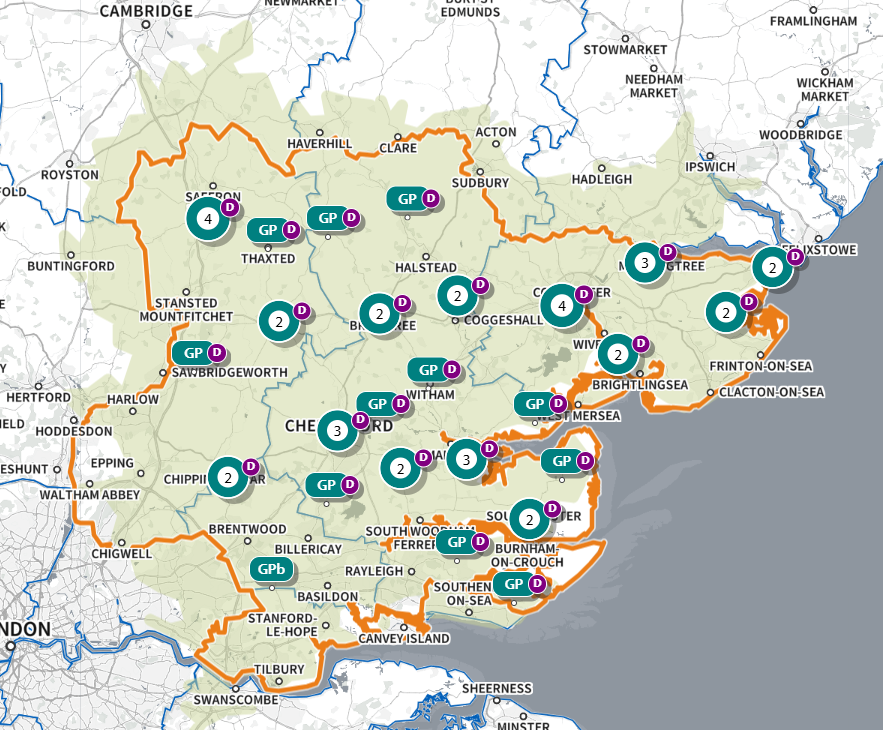 CAMBRIDGE
NEWMARKET
BURY ST
EDMUNDS
FRAMLINGHAM
STOWMARKET
NEEDHAM
MARKET
WICKHAM
MARKET
WOODBRIDGE
ACTON
HAVERHILL
CLARE
ROYSTON
IPSWICH
HADLEIGH
SUDBURY
SAFFRON
D
4
GP D
GP D
GP D
THAXTED
BUNTINGFORD
HALSTEAD
3 D
2 D
FELIXSTOWE
STANSTED
MOUNTFITCHET
2 D
2 D
2 D
COGGESHALL
4 D
2 D
GP D
SAWBRIDGEWORTH
2 D
FRINTON-ON-SEA
BRIGHTLINGSEA
CLACTON-ON-SEA
HERTFORD
HARLOW
GP D
WITHAM
GP D
GP D
WEST MERSEA
HODDESDON
3 D
EPPING
2 D
2 D
3 D
GP D
WALTHAM ABBEY
GP D
2 D
CHIGWELL
BRENTWOOD
BILLERICAY
SOUTH WOODHAM
FERRE
GP D
BURNHAM-
ON-CROUCH
GPb
RAYLEIGH
BASILDON
SOUTHEN
ON-SEA
GP D
STANFORD-
LE-HOPE
CANVEY ISLAND
NDON
TILBURY
SWANSCOMBE
SHEERNESS
MINSTER